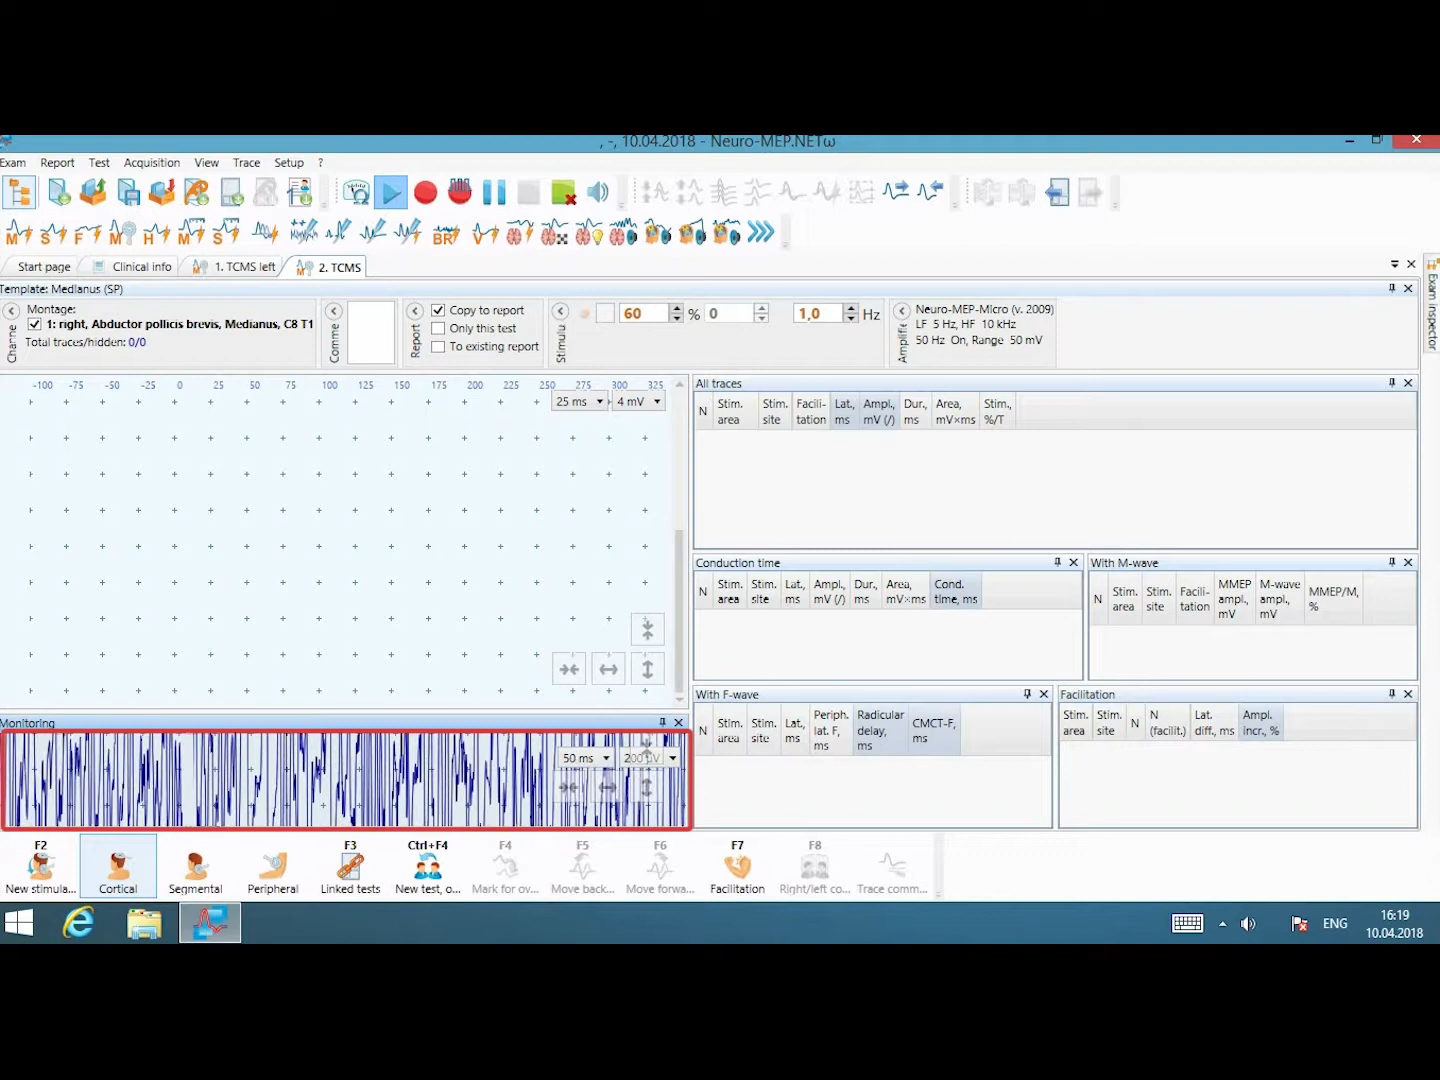 , -, 10.04.2018 - Neuro-MEP.NETω
Exam Report Test Acquisition View Trace Setup ?
M S F M H M S BR V
Start page Clinical info 1. TCMS left 2. TCMS
Template: Medianus (SP)
Montage:
1: right, Abductor pollicis brevis, Medianus, C8 T1
Total traces/hidden: 0/0
Channe
Comme
Report
Copy to report
Only this test
To existing report
Stimulu
60 % 0 1,0 Hz
Amplifie
Neuro-MEP-Micro (v. 2009)
LF 5 Hz, HF 10 kHz
50 Hz On, Range 50 mV
Exam inspector
-100 -75 -50 -25 0 25 50 75 100 125 150 175 200 225 250 275 300 325
25 ms 4 mV
All traces
N Stim. area Stim. site Facili- tation Lat., ms Ampl., mV (/) Dur., ms Area, mV×ms Stim., %/T
Conduction time
N Stim. area Stim. site Lat., ms Ampl., mV (/) Dur., ms Area, mV×ms Cond. time, ms
With M-wave
N Stim. area Stim. site Facili- tation MMEP ampl., mV M-wave ampl., mV MMEP/M, %
With F-wave
N Stim. area Stim. site Lat., ms Periph. lat. F, ms Radicular delay, ms CMCT-F, ms
Facilitation
Stim. area Stim. site N N (facilit.) Lat. diff., ms Ampl. incr., %
Monitoring
50 ms 200 µV
F2 F3 Ctrl+F4 F4 F5 F6 F7 F8
New stimula... Cortical Segmental Peripheral Linked tests New test, o... Mark for ov... Move back... Move forwa... Facilitation Right/left co... Trace comm...
ENG
16:19
10.04.2018